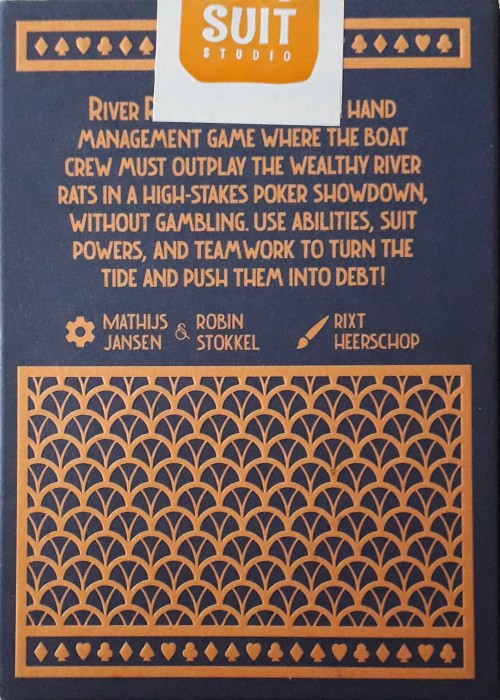 SUIT
STUDIO
RIVER HAND
MANAGEMENT GAME WHERE THE BOAT
CREW MUST OUTPLAY THE WEALTHY RIVER
RATS IN A HIGH-STAKES POKER SHOWDOWN,
WITHOUT GAMBLING. USE ABILITIES, SUIT
POWERS, AND TEAMWORK TO TURN THE
TIDE AND PUSH THEM INTO DEBT!
MATHIJS
JANSEN
&
ROBIN
STOKKEL
RIXT
HEERSCHOP